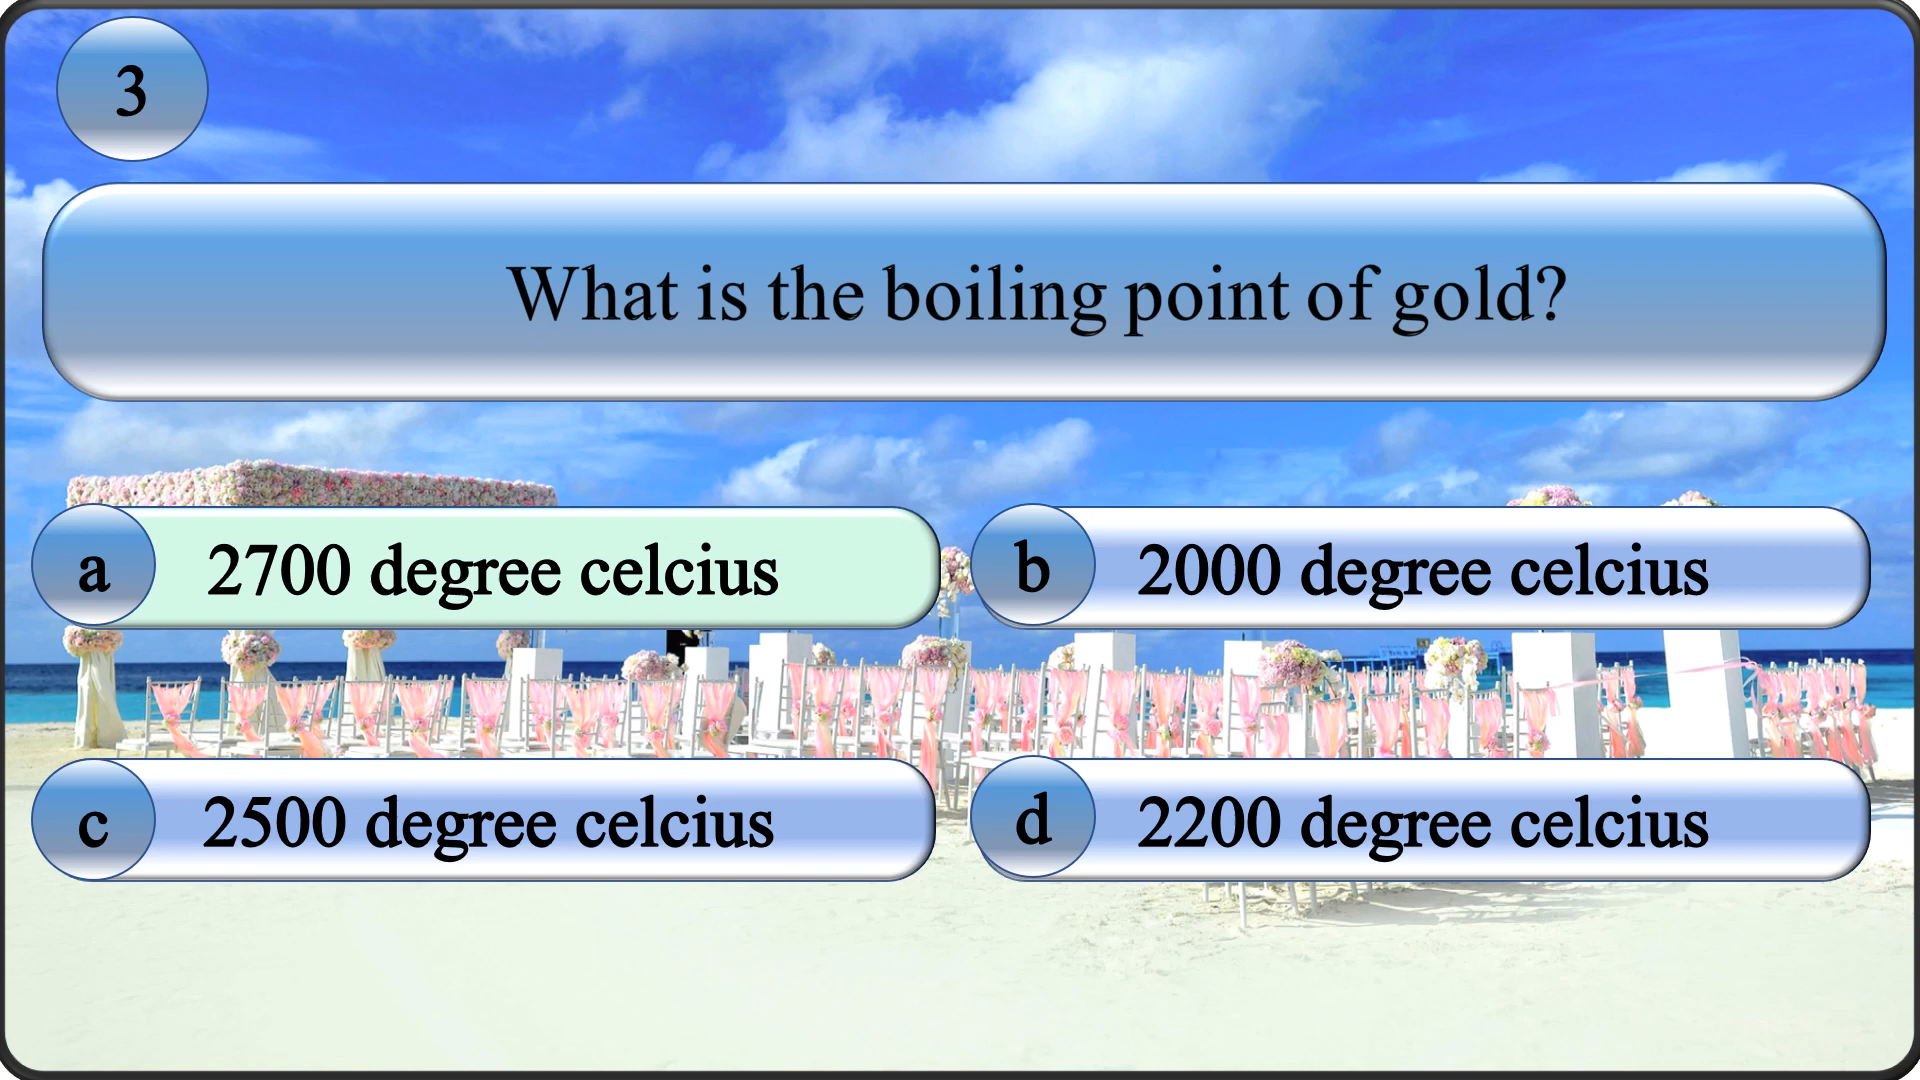 3
What is the boiling point of gold?
a 2700 degree celcius
b 2000 degree celcius
c 2500 degree celcius
d 2200 degree celcius